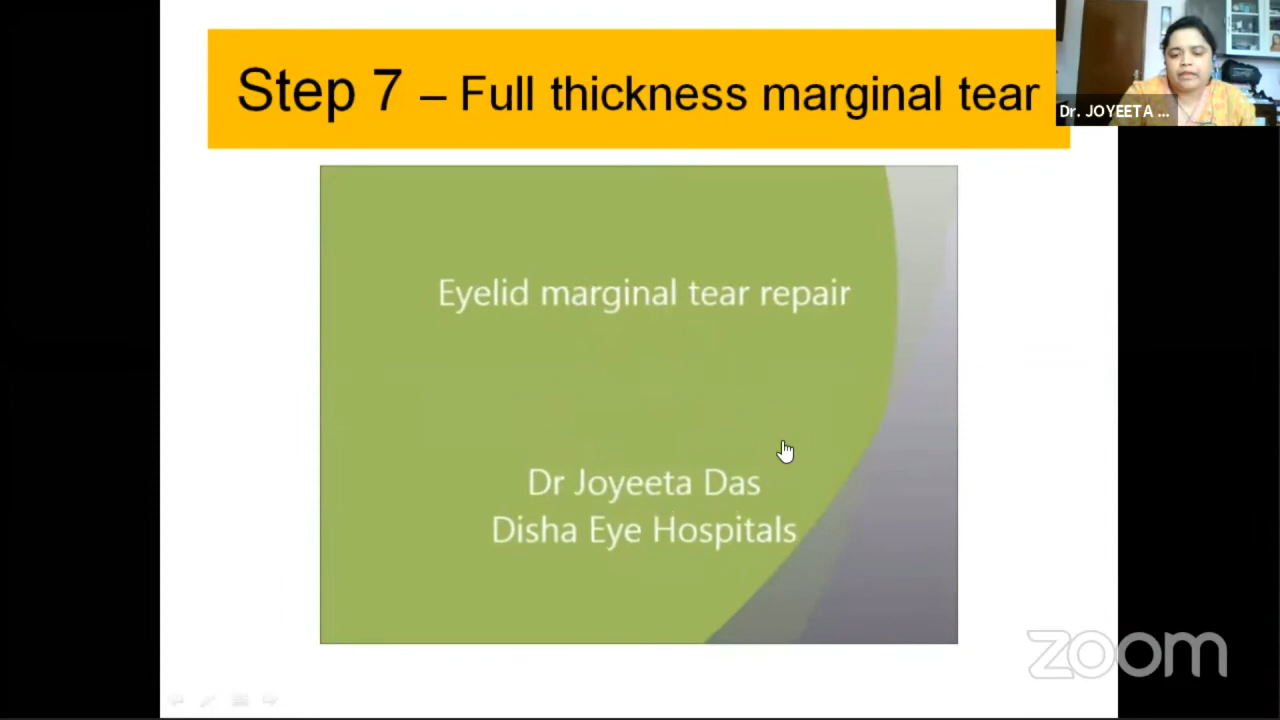 Step 7 – Full thickness marginal tear
Dr. JOYEETA ...
Eyelid marginal tear repair
Dr Joyeeta Das
Disha Eye Hospitals
zoom